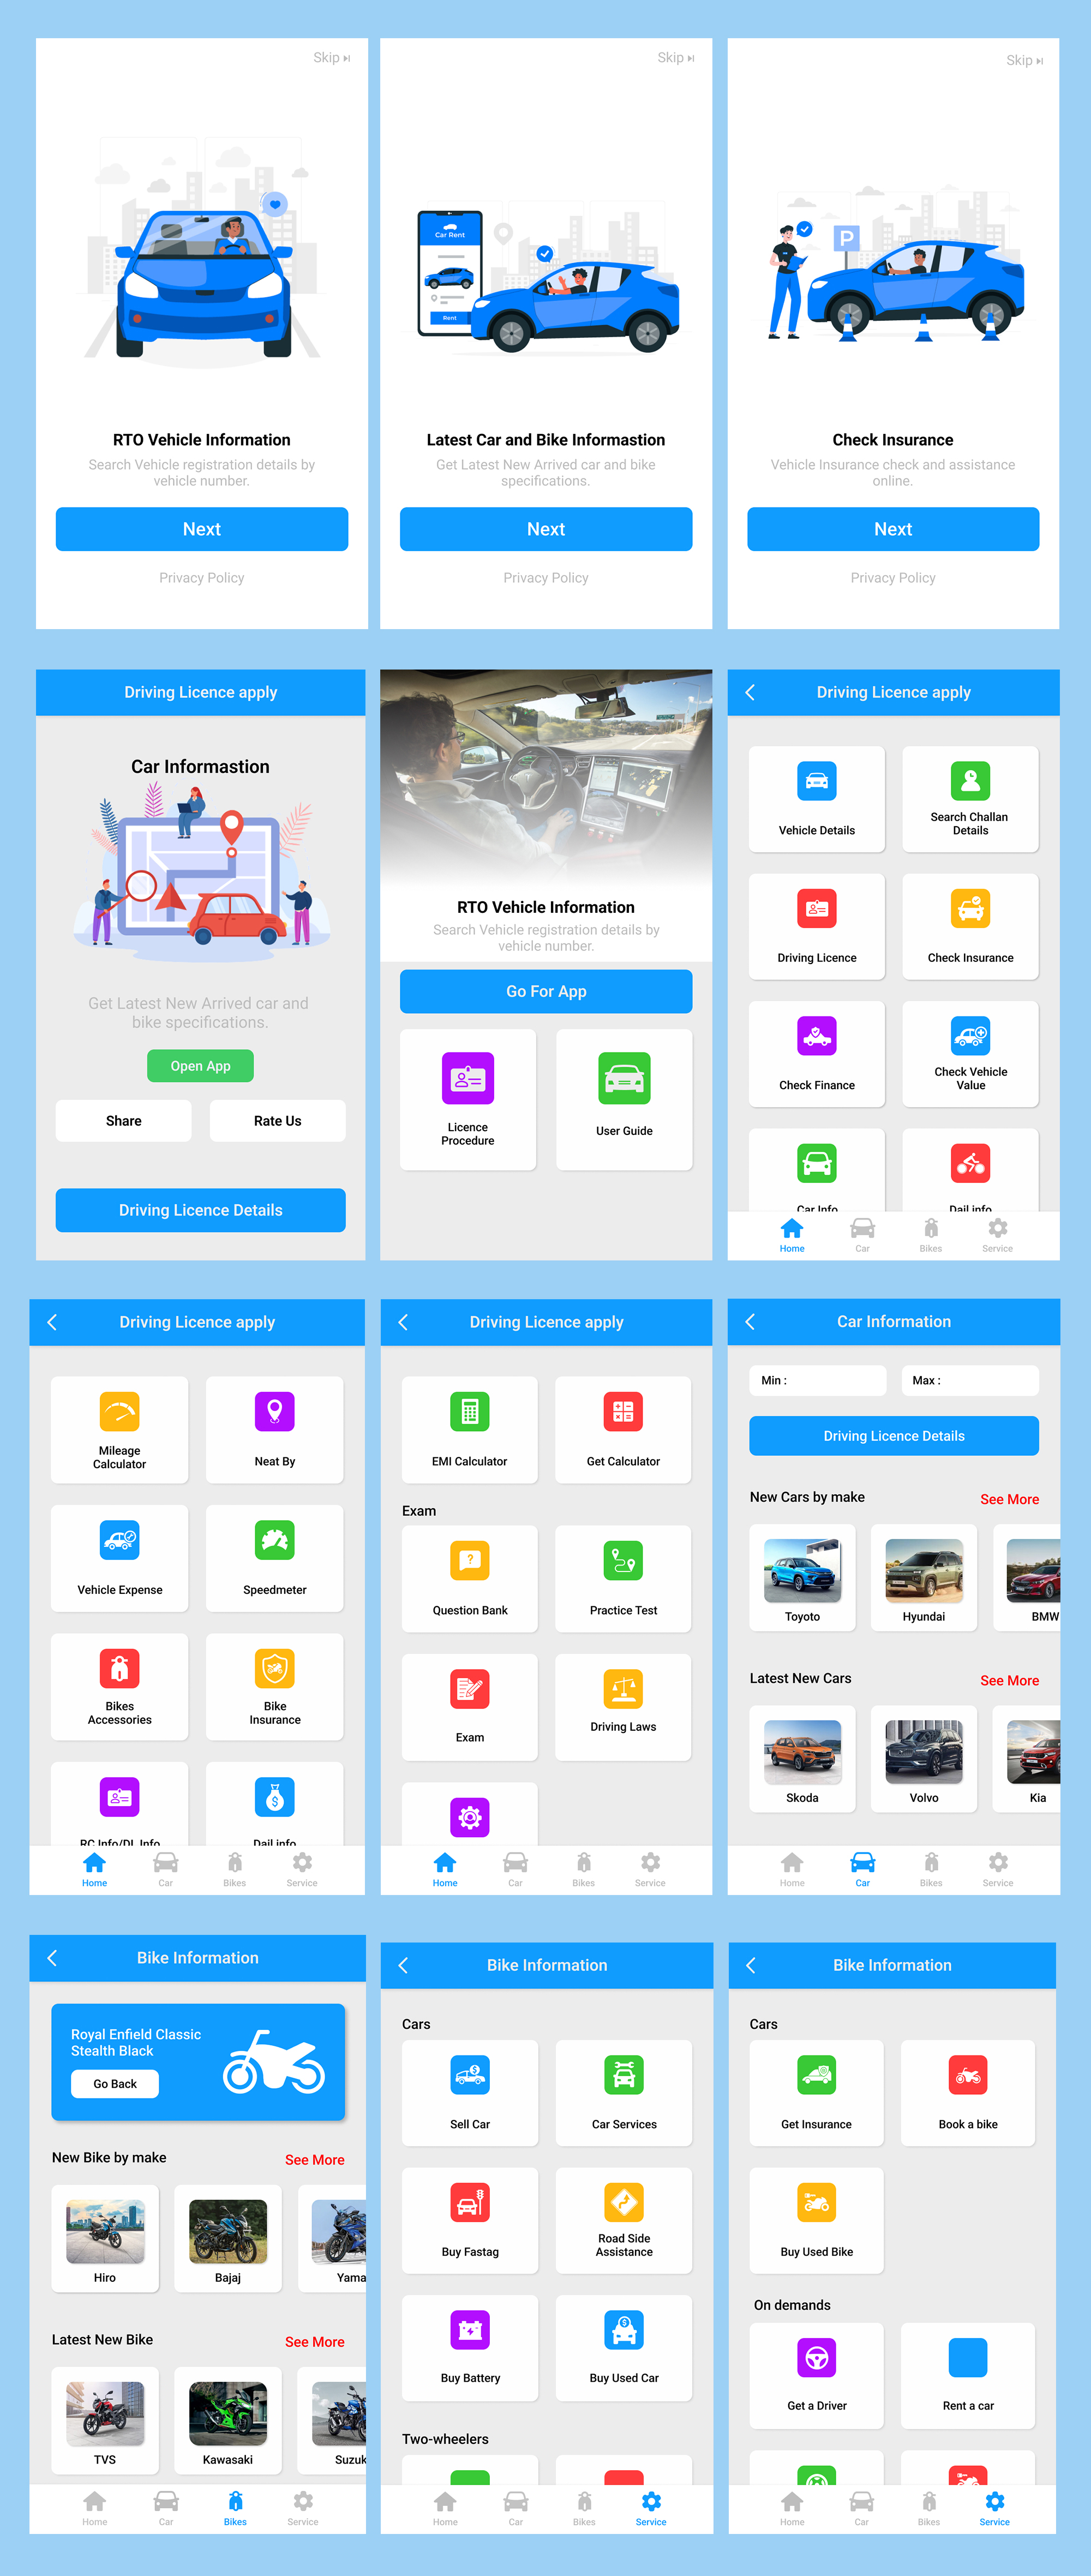 Skip
RTO Vehicle Information
Search Vehicle registration details by
vehicle number.
Next
Privacy Policy
Skip
Car Rent
Rent
Latest Car and Bike Informastion
Get Latest New Arrived car and bike
specifications.
Next
Privacy Policy
Skip
P
Check Insurance
Vehicle Insurance check and assistance
online.
Next
Privacy Policy
Driving Licence apply
Car Informastion
Get Latest New Arrived car and
bike specifications.
Open App
Share
Rate Us
Driving Licence Details
RTO Vehicle Information
Search Vehicle registration details by
vehicle number.
Go For App
Licence
Procedure
User Guide
Driving Licence apply
Vehicle Details
Search Challan
Details
Driving Licence
Check Insurance
Check Finance
Check Vehicle
Value
Car Info
Dail info
Home
Car
Bikes
Service
Driving Licence apply
Mileage
Calculator
Neat By
Vehicle Expense
Speedmeter
Bikes
Accessories
Bike
Insurance
RC Info/DL Info
Dail info
Home
Car
Bikes
Service
Driving Licence apply
EMI Calculator
Get Calculator
Exam
Question Bank
Practice Test
Exam
Driving Laws
Home
Car
Bikes
Service
Car Information
Min :
Max :
Driving Licence Details
New Cars by make
See More
Toyoto
Hyundai
BMW
Latest New Cars
See More
Skoda
Volvo
Kia
Home
Car
Bikes
Service
Bike Information
Royal Enfield Classic
Stealth Black
Go Back
New Bike by make
See More
Hiro
Bajaj
Yama
Latest New Bike
See More
TVS
Kawasaki
Suzuk
Home
Car
Bikes
Service
Bike Information
Cars
Sell Car
Car Services
Buy Fastag
Road Side
Assistance
Buy Battery
Buy Used Car
Two-wheelers
Home
Car
Bikes
Service
Bike Information
Cars
Get Insurance
Book a bike
Buy Used Bike
On demands
Get a Driver
Rent a car
Home
Car
Bikes
Service